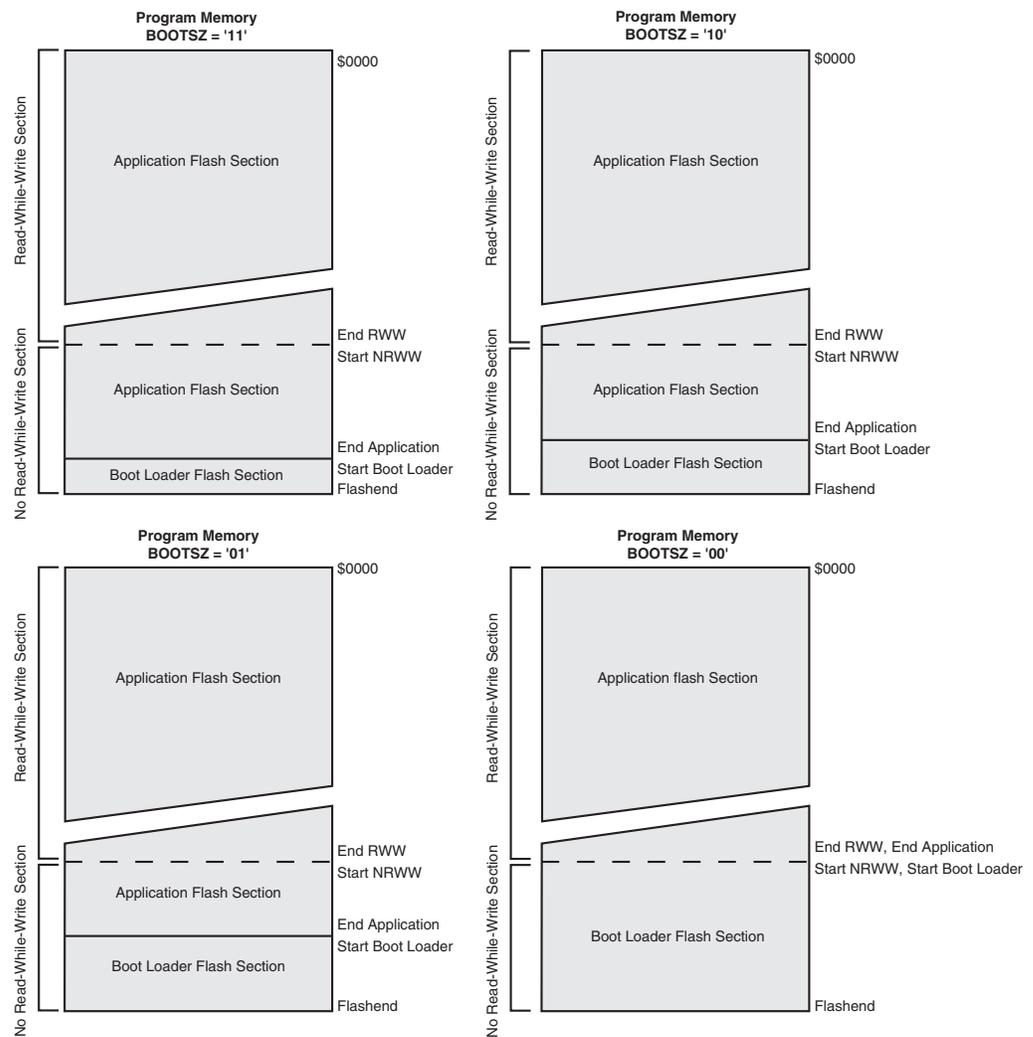 Program Memory
BOOTSZ = '11'
$0000
Read-While-Write Section
Application Flash Section
End RWW
Start NRWW
No Read-While-Write Section
Application Flash Section
End Application
Start Boot Loader
Boot Loader Flash Section
Flashend
Program Memory
BOOTSZ = '10'
$0000
Read-While-Write Section
Application Flash Section
End RWW
Start NRWW
No Read-While-Write Section
Application Flash Section
End Application
Start Boot Loader
Boot Loader Flash Section
Flashend
Program Memory
BOOTSZ = '01'
$0000
Read-While-Write Section
Application Flash Section
End RWW
Start NRWW
No Read-While-Write Section
Application Flash Section
End Application
Start Boot Loader
Boot Loader Flash Section
Flashend
Program Memory
BOOTSZ = '00'
$0000
Read-While-Write Section
Application flash Section
End RWW, End Application
Start NRWW, Start Boot Loader
No Read-While-Write Section
Boot Loader Flash Section
Flashend